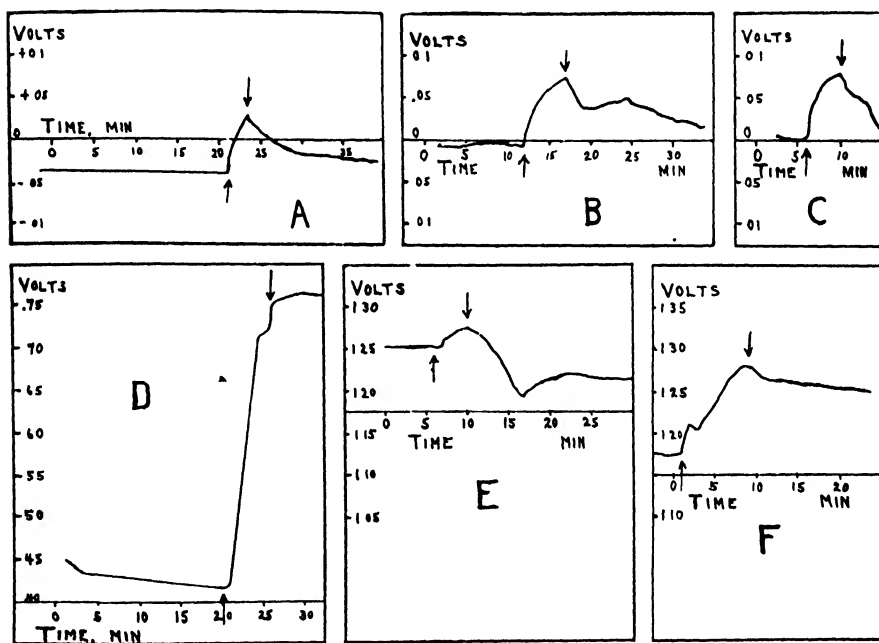 VOLTS
+01
+.05
0
TIME, MIN
5 10 15 20 25 30 35
-.05
-.01
A
VOLTS
01
.05
0
5 10 15 20 25 30
TIME MIN
05
01
B
VOLTS
01
.05
0
5 10
TIME MIN
05
01
C
VOLTS
.75
.70
65
60
55
50
45
0 5 10 15 20 25 30
TIME, MIN
D
VOLTS
130
125
120
0 5 10 15 20 25
115
TIME MIN
110
105
E
VOLTS
135
130
125
120
0 5 10 15 20
TIME MIN
110
F